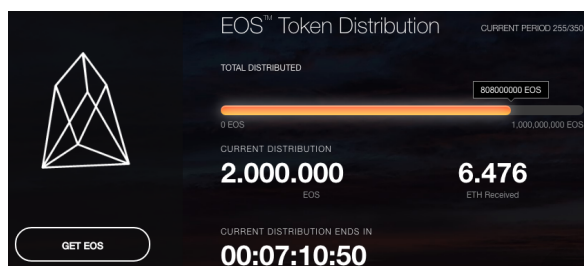 EOS™ Token Distribution
CURRENT PERIOD 255/350
TOTAL DISTRIBUTED
808000000 EOS
0 EOS
1,000,000,000 EOS
CURRENT DISTRIBUTION
2.000.000
EOS
6.476
ETH Received
CURRENT DISTRIBUTION ENDS IN
00:07:10:50
GET EOS